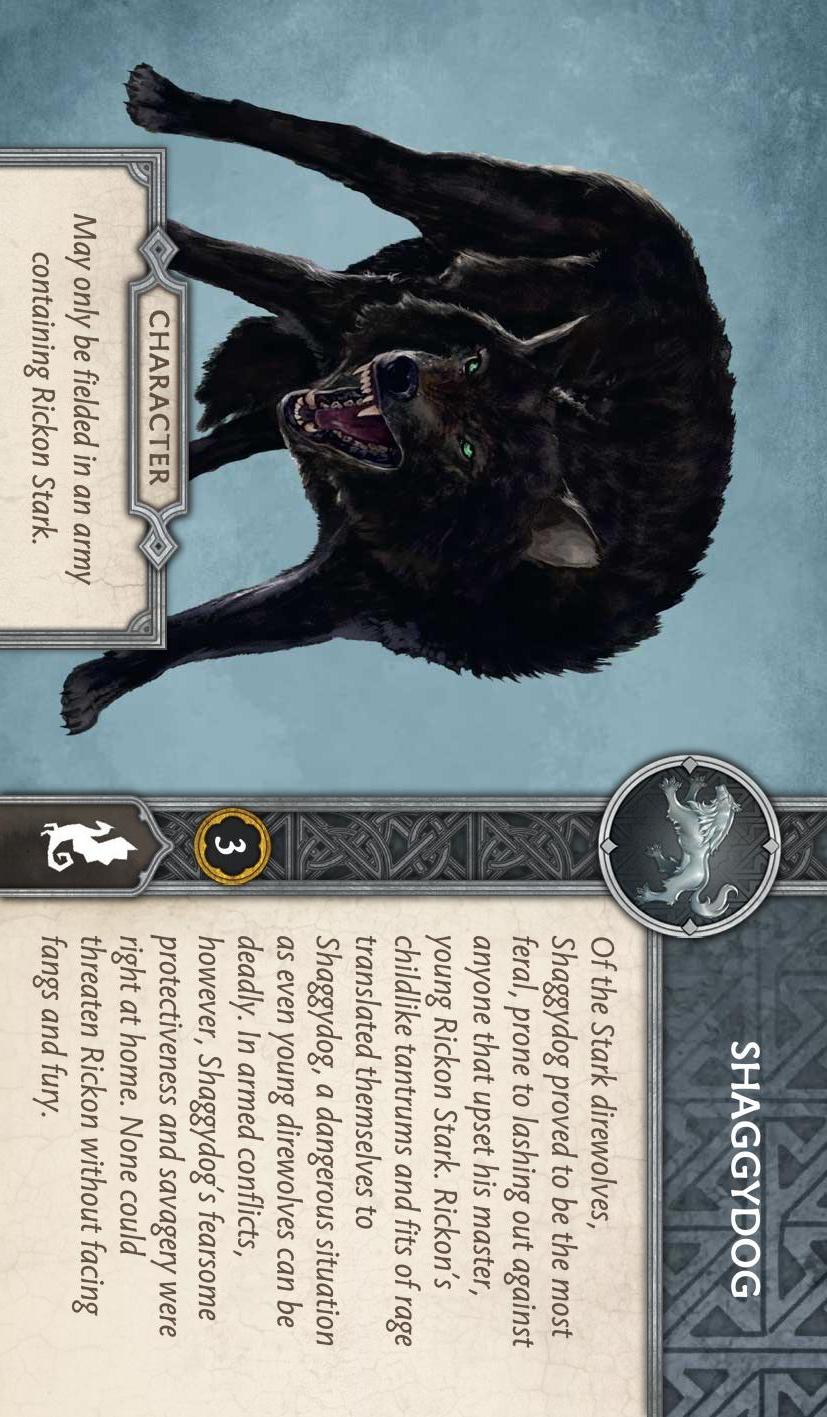 SHAGGYDOG
Of the Stark direwolves,
Shaggydog proved to be the most
feral, prone to lashing out against
anyone that upset his master,
young Rickon Stark. Rickon's
childlike tantrums and fits of rage
translated themselves to
Shaggydog, a dangerous situation
as even young direwolves can be
deadly. In armed conflicts,
however, Shaggydog's fearsome
protectiveness and savagery were
right at home. None could
threaten Rickon without facing
fangs and fury.
3
CHARACTER
May only be fielded in an army
containing Rickon Stark.